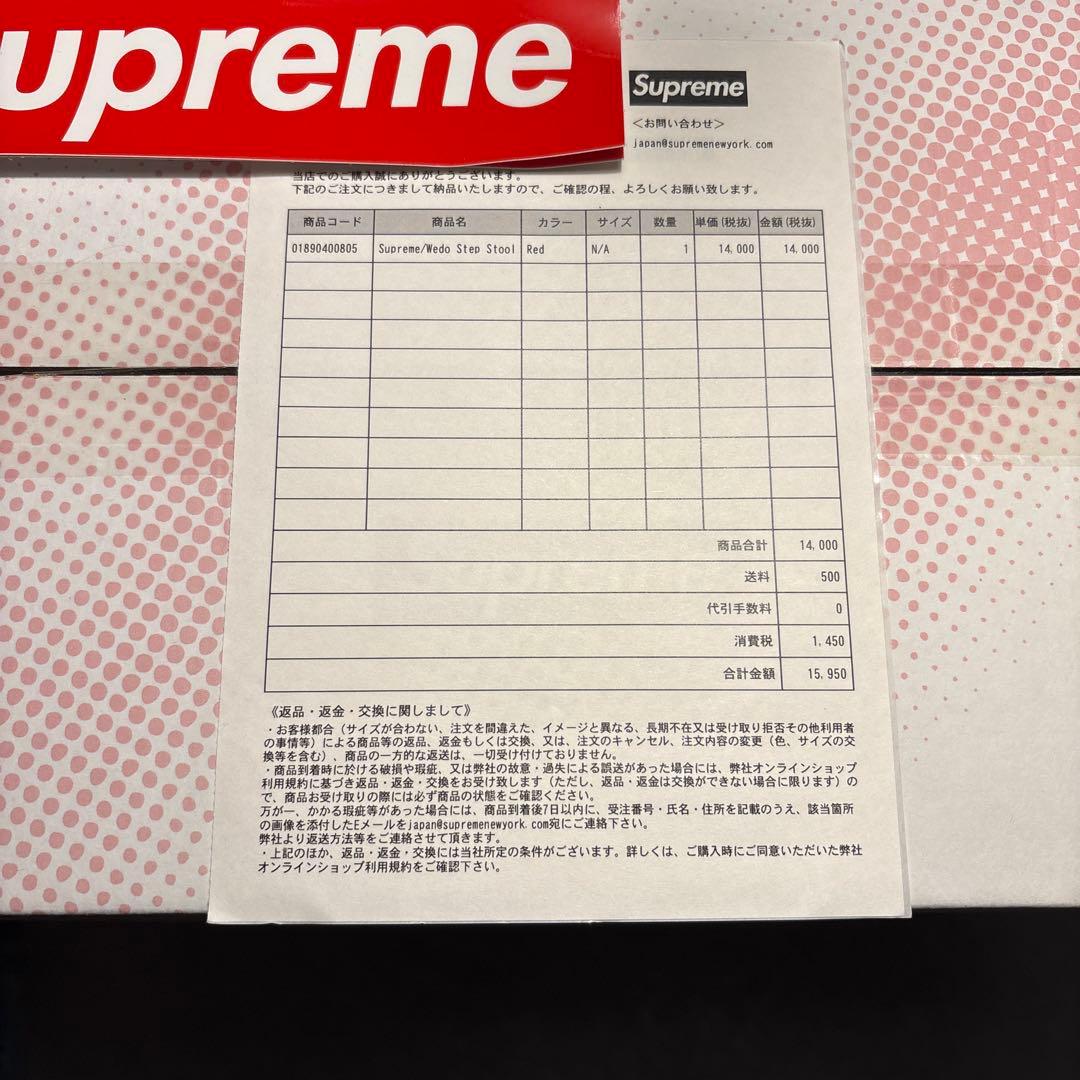 upreme
Supreme
＜お問い合わせ＞
japan@supremenewyork.com
当店でのご購入誠にありがとうございます。
下記のご注文につきまして納品いたしますので、ご確認の程、よろしくお願い致します。
商品コード 商品名 カラー サイズ 数量 単価(税抜) 金額(税抜)
01890400805 Supreme/Wedo Step Stool Red N/A 1 14,000 14,000
商品合計 14,000
送料 500
代引手数料 0
消費税 1,450
合計金額 15,950
《返品・返金・交換に関しまして》
・お客様都合（サイズが合わない、注文を間違えた、イメージと異なる、長期不在又は受け取り拒否その他利用者
の事情等）による商品等の返品、返金もしくは交換、又は、注文のキャンセル、注文内容の変更（色、サイズの交
換等を含む）、商品の一方的な返送は、一切受け付けておりません。
・商品到着時に於ける破損や瑕疵、又は弊社の故意・過失による誤送があった場合には、弊社オンラインショップ
利用規約に基づき返品・返金・交換をお受け致します（ただし、返品・返金は交換ができない場合に限ります）の
で、商品お受け取りの際には必ず商品の状態をご確認ください。
万が一、かかる瑕疵等があった場合には、商品到着後7日以内に、受注番号・氏名・住所を記載のうえ、該当箇所
の画像を添付したEメールをjapan@supremenewyork.com宛にご連絡下さい。
弊社より返送方法等をご連絡させて頂きます。
・上記のほか、返品・返金・交換には当社所定の条件がございます。詳しくは、ご購入時にご同意いただいた弊社
オンラインショップ利用規約をご確認下さい。